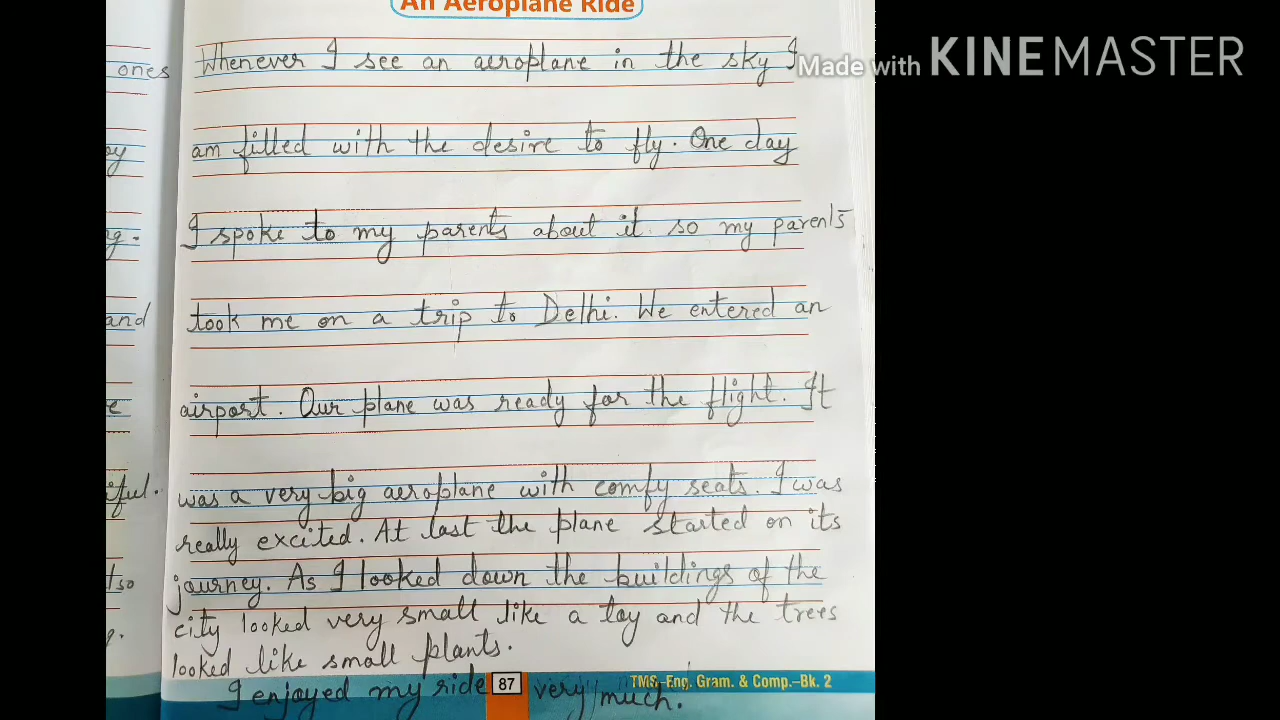 An Aeroplane Ride
Made with KINEMASTER
ones
Whenever I see an aeroplane in the sky I
am filled with the desire to fly. One day
I spoke to my parents about it so my parents
took me on a trip to Delhi. We entered an
and
airport. Our plane was ready for the flight. It
was a very big aeroplane with comfy seats. I was
really excited. At last the plane started on its
journey. As I looked down the buildings of the
city looked very small like a toy and the trees
looked like small plants.
I enjoyed my ride very much.
87
TMS-Eng. Gram. & Comp.-Bk. 2